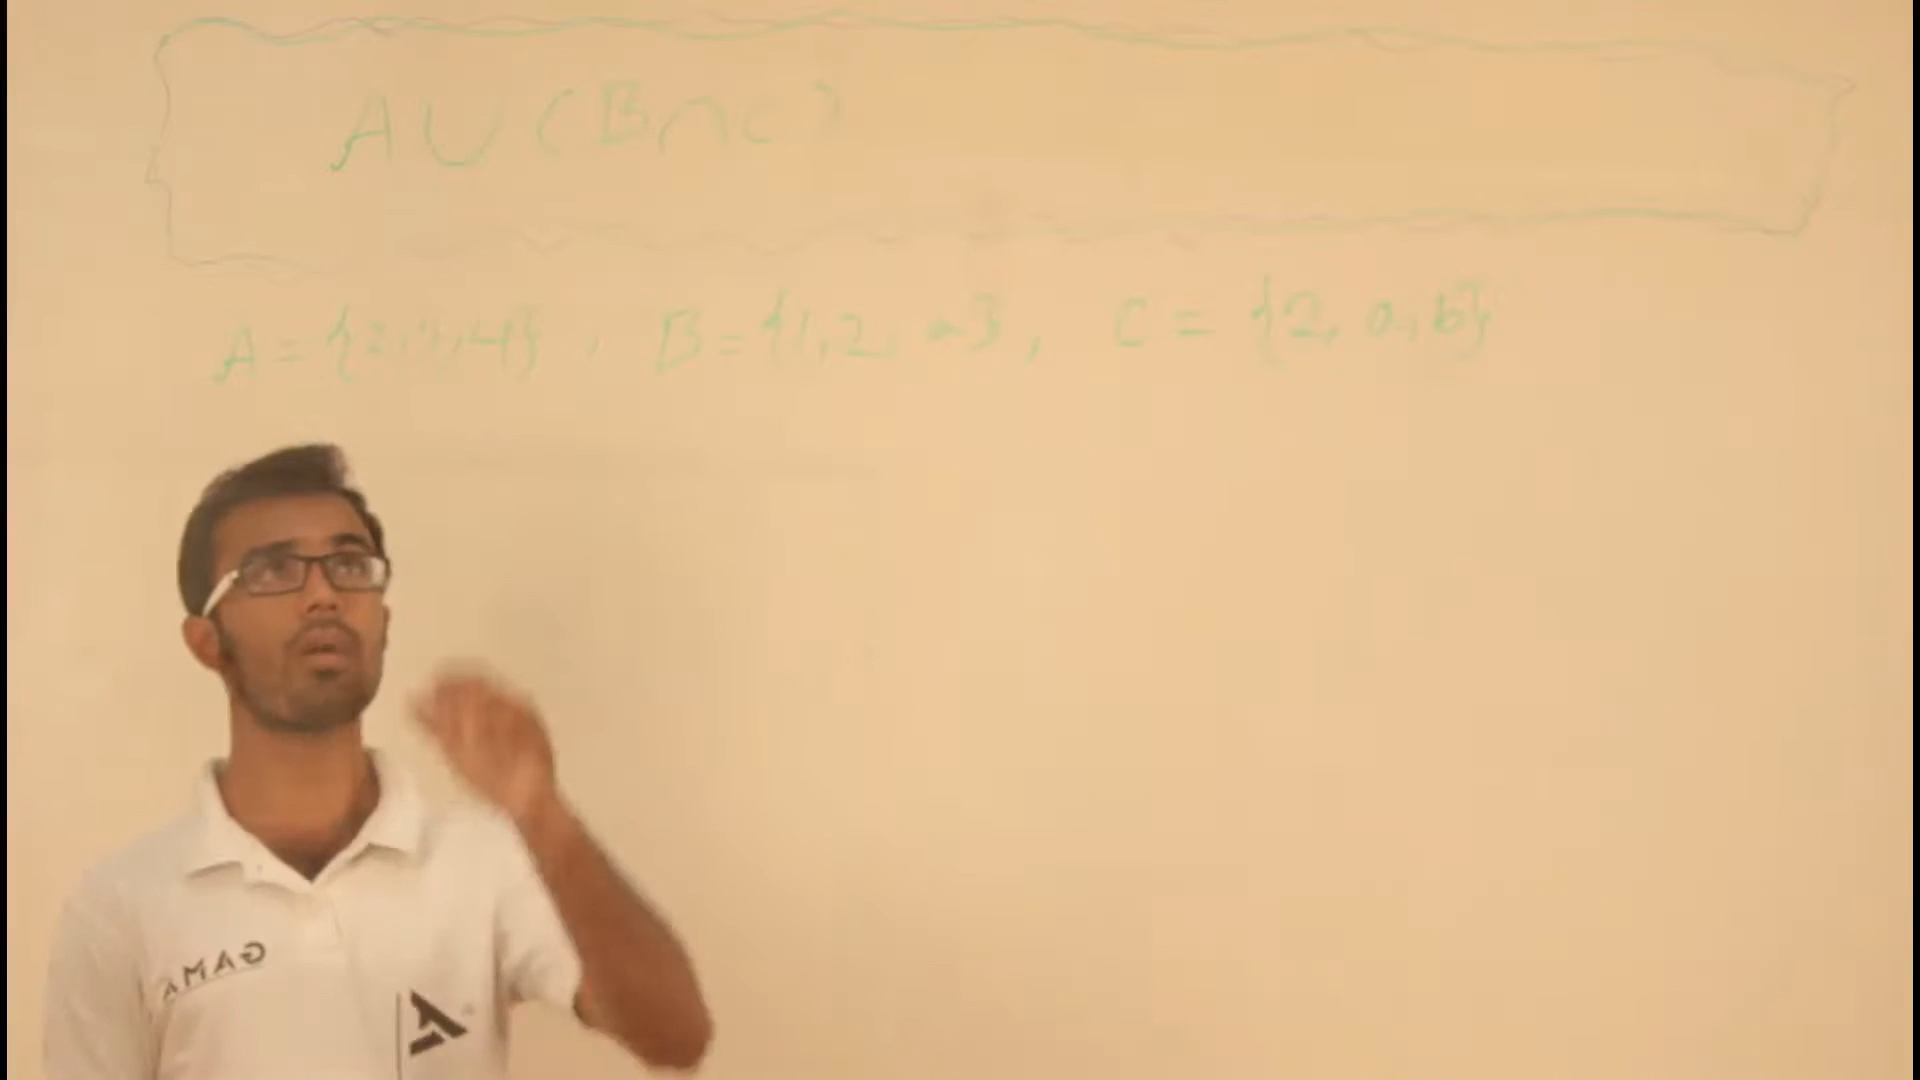 A∪(B∩C)
A = {2,3,4} , B = {1,2, a} , C = {2, a, b}
GAMA